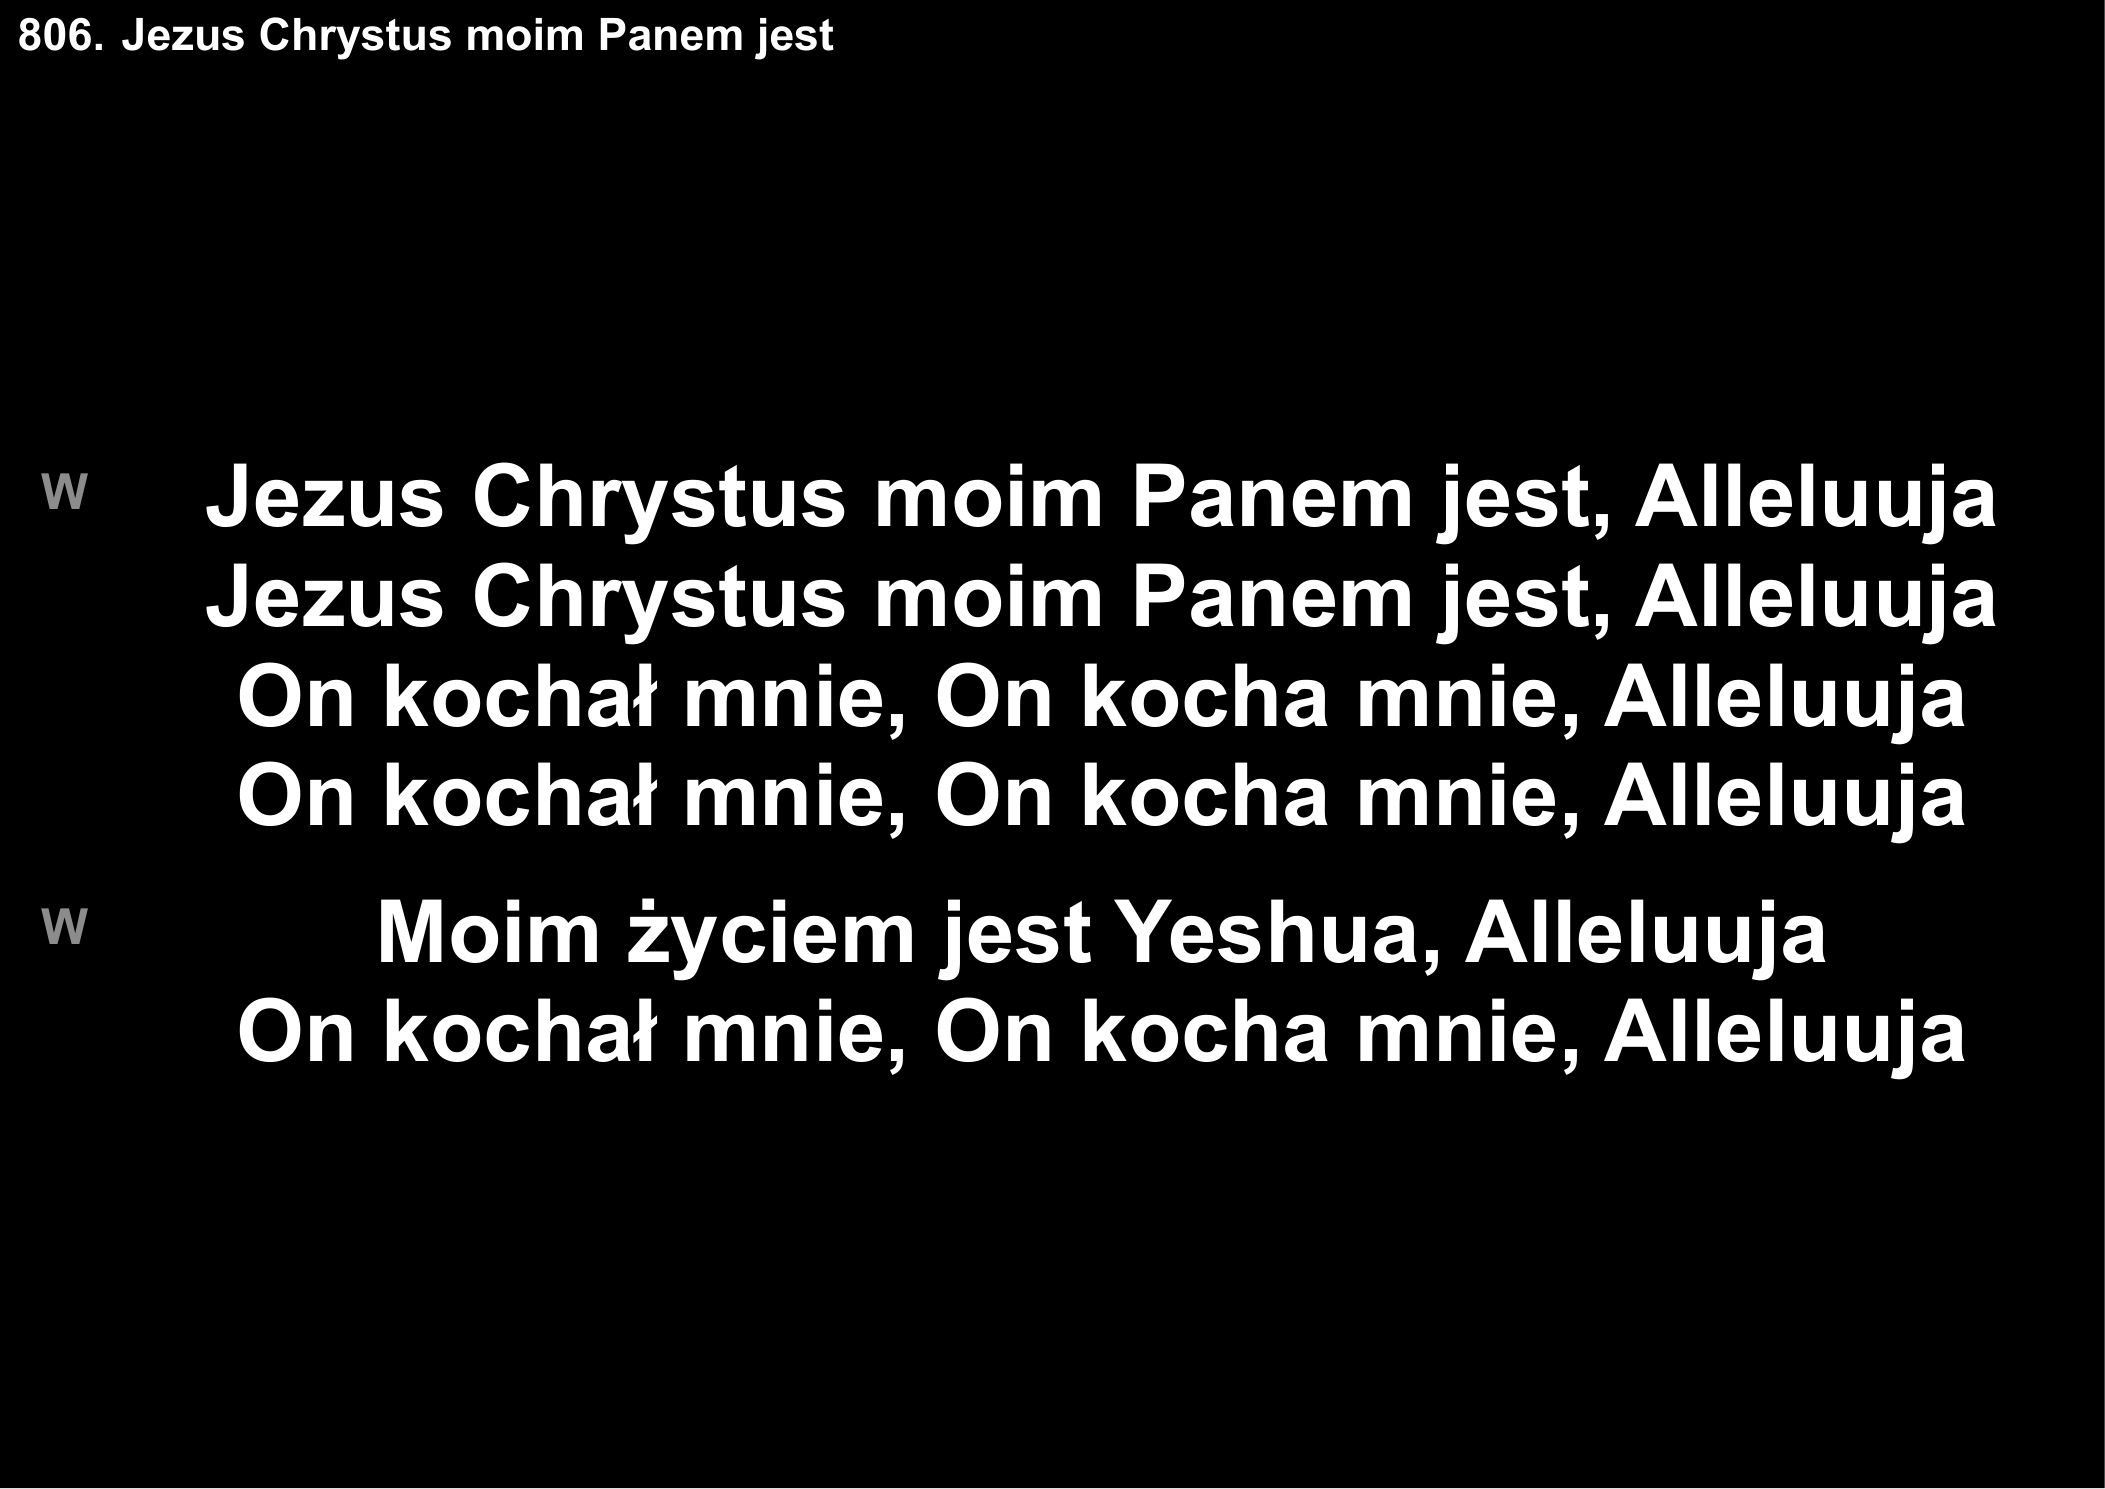 806. Jezus Chrystus moim Panem jest
W Jezus Chrystus moim Panem jest, Alleluuja
Jezus Chrystus moim Panem jest, Alleluuja
On kochał mnie, On kocha mnie, Alleluuja
On kochał mnie, On kocha mnie, Alleluuja
W Moim życiem jest Yeshua, Alleluuja
On kochał mnie, On kocha mnie, Alleluuja